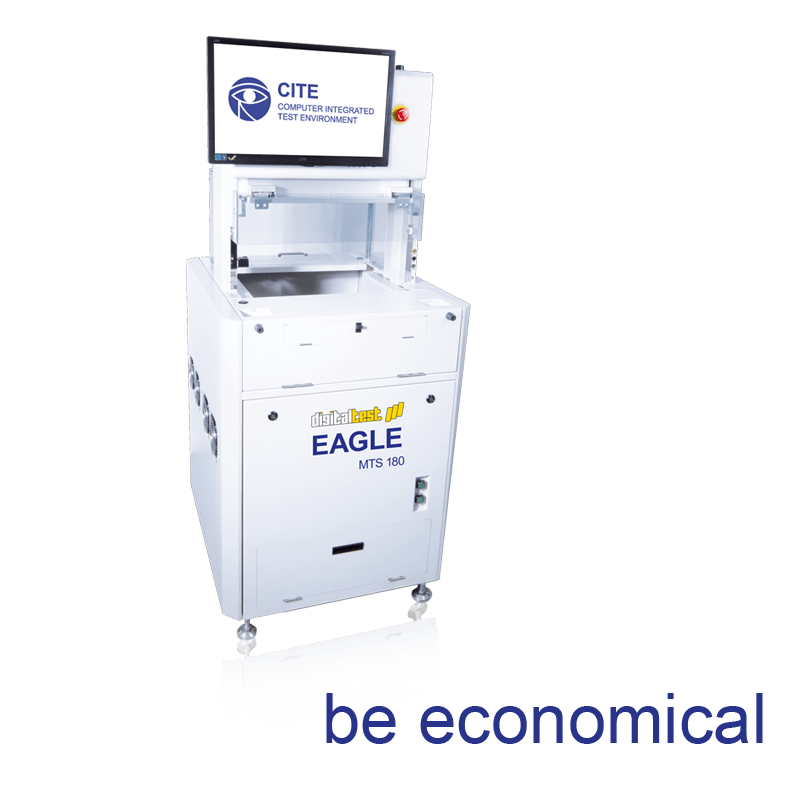 CITE
COMPUTER INTEGRATED
TEST ENVIRONMENT
digitaltest
EAGLE
MTS 180
be economical